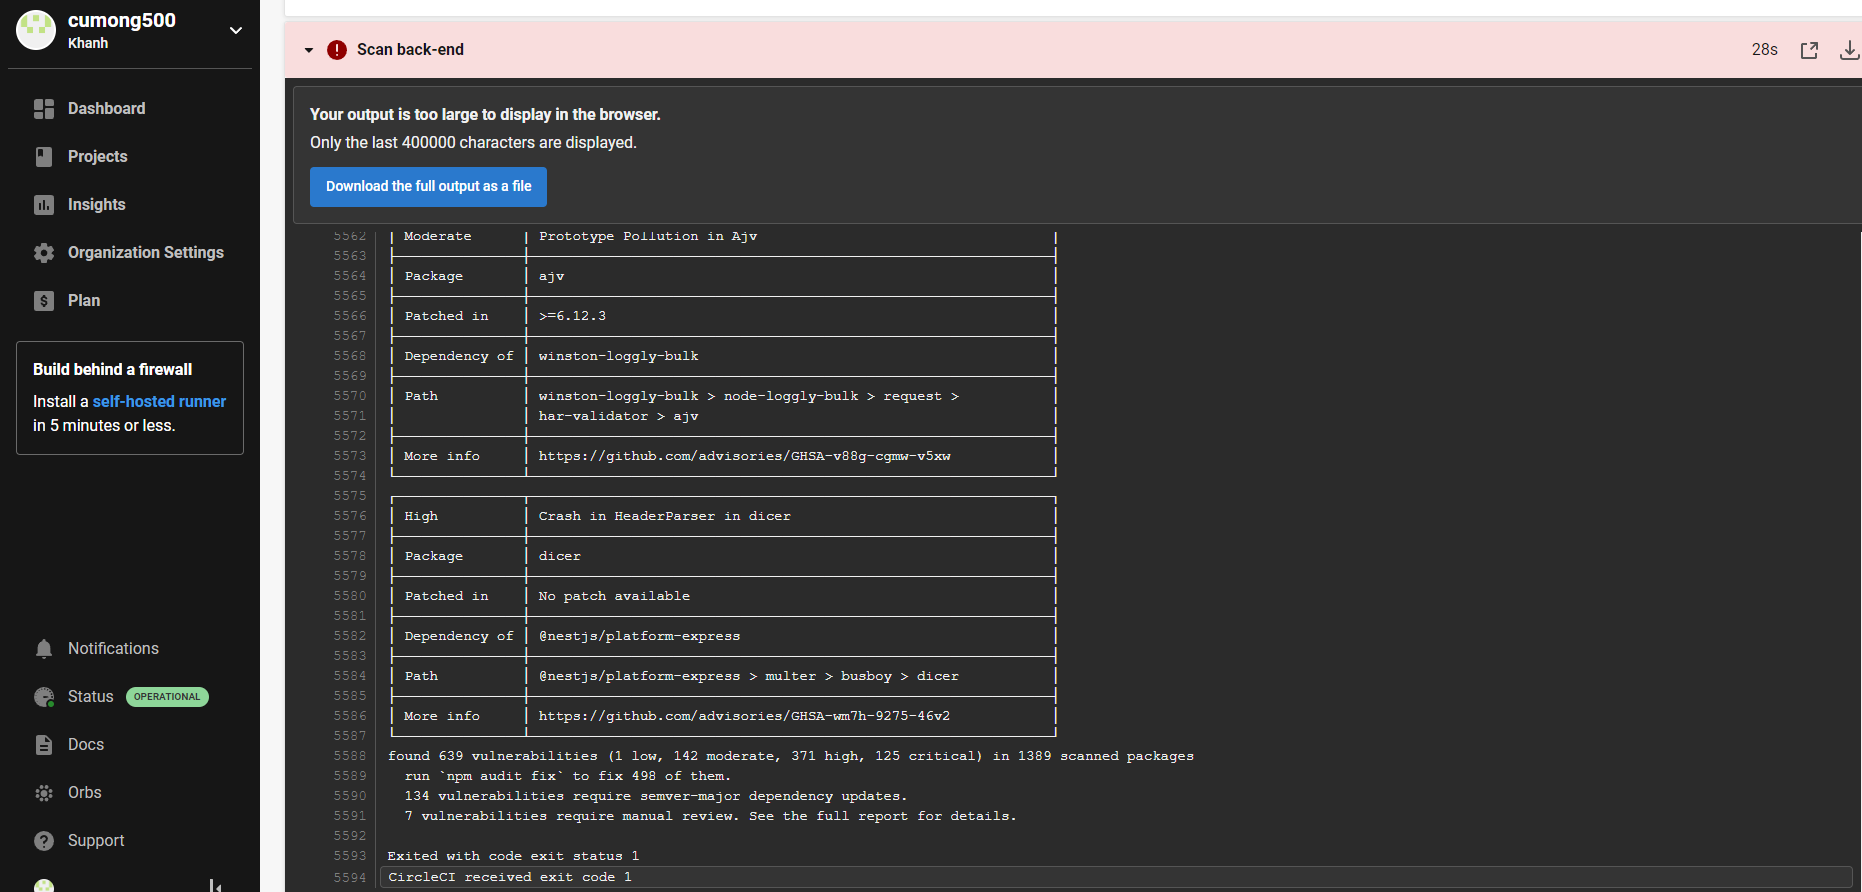 cumong500
Khanh
Dashboard
Projects
Insights
Organization Settings
Plan
Build behind a firewall
Install a self-hosted runner
in 5 minutes or less.
Notifications
Status OPERATIONAL
Docs
Orbs
Support
Scan back-end 28s
Your output is too large to display in the browser.
Only the last 400000 characters are displayed.
Download the full output as a file
5562 │ Moderate │ Prototype Pollution in Ajv │
5563
5564 │ Package │ ajv │
5565
5566 │ Patched in │ >=6.12.3 │
5567
5568 │ Dependency of │ winston-loggly-bulk │
5569
5570 │ Path │ winston-loggly-bulk > node-loggly-bulk > request > │
5571 │ │ har-validator > ajv │
5572
5573 │ More info │ https://github.com/advisories/GHSA-v88g-cgmw-v5xw │
5574
5575
5576 │ High │ Crash in HeaderParser in dicer │
5577
5578 │ Package │ dicer │
5579
5580 │ Patched in │ No patch available │
5581
5582 │ Dependency of │ @nestjs/platform-express │
5583
5584 │ Path │ @nestjs/platform-express > multer > busboy > dicer │
5585
5586 │ More info │ https://github.com/advisories/GHSA-wm7h-9275-46v2 │
5587
5588 found 639 vulnerabilities (1 low, 142 moderate, 371 high, 125 critical) in 1389 scanned packages
5589 run `npm audit fix` to fix 498 of them.
5590 134 vulnerabilities require semver-major dependency updates.
5591 7 vulnerabilities require manual review. See the full report for details.
5592
5593 Exited with code exit status 1
5594 CircleCI received exit code 1